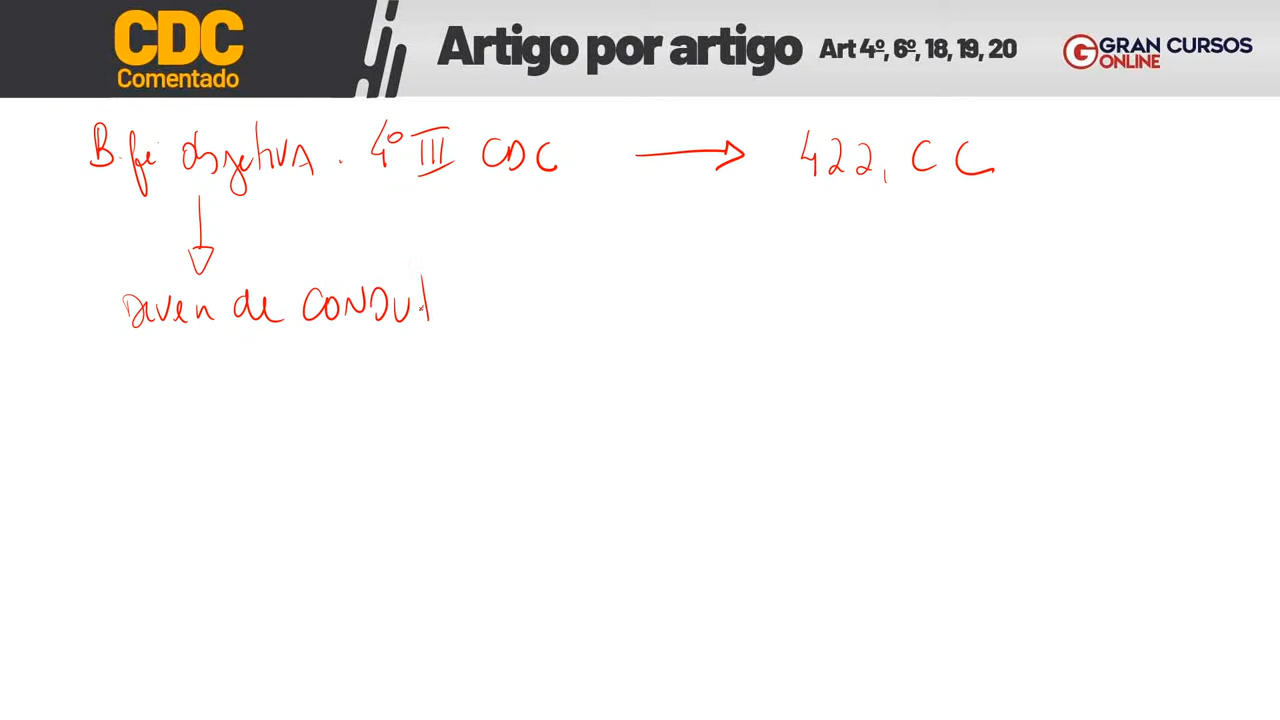 CDC
Comentado
Artigo por artigo Art 4º, 6º, 18, 19, 20
GRAN CURSOS
ONLINE
B. fé objetiva. 4º III CDC → 422, CC
Dever de CONDUT